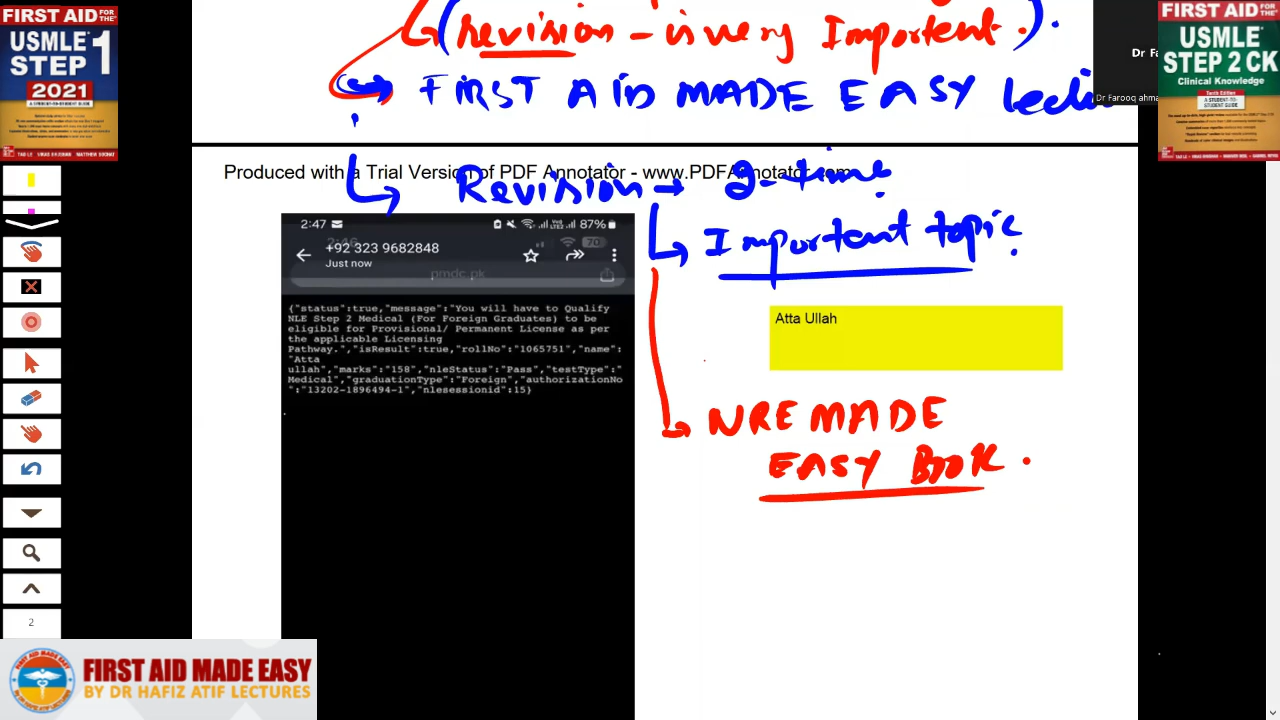 FIRST AID FOR THE
USMLE
STEP 1
2021
revision - is very Important.
FIRST AID MADE EASY
Dr Farooq ahma
FIRST AID FOR THE
USMLE
STEP 2 CK
Clinical Knowledge
Tenth Edition
Produced with a Trial Version of PDF Annotator - www.PDFAnnotator.com
Revision → 2-time
Important topic
2:47 87%
70
+92 323 9682848
Just now
pmdc.pk
{"status":true,"message":"You will have to Qualify
NLE Step 2 Medical (For Foreign Graduates) to be
eligible for Provisional/ Permanent License as per
the applicable Licensing
Pathway.","isResult":true,"rollNo":"1065751","name":
"Atta
ullah","marks":"158","nleStatus":"Pass","testType":"
Medical","graduationType":"Foreign","authorizationNo
":"13202-1896494-1","nlesessionid":15}
Atta Ullah
NRE MADE
EASY BOOK.
2
FIRST AID MADE EASY
BY DR HAFIZ ATIF LECTURES